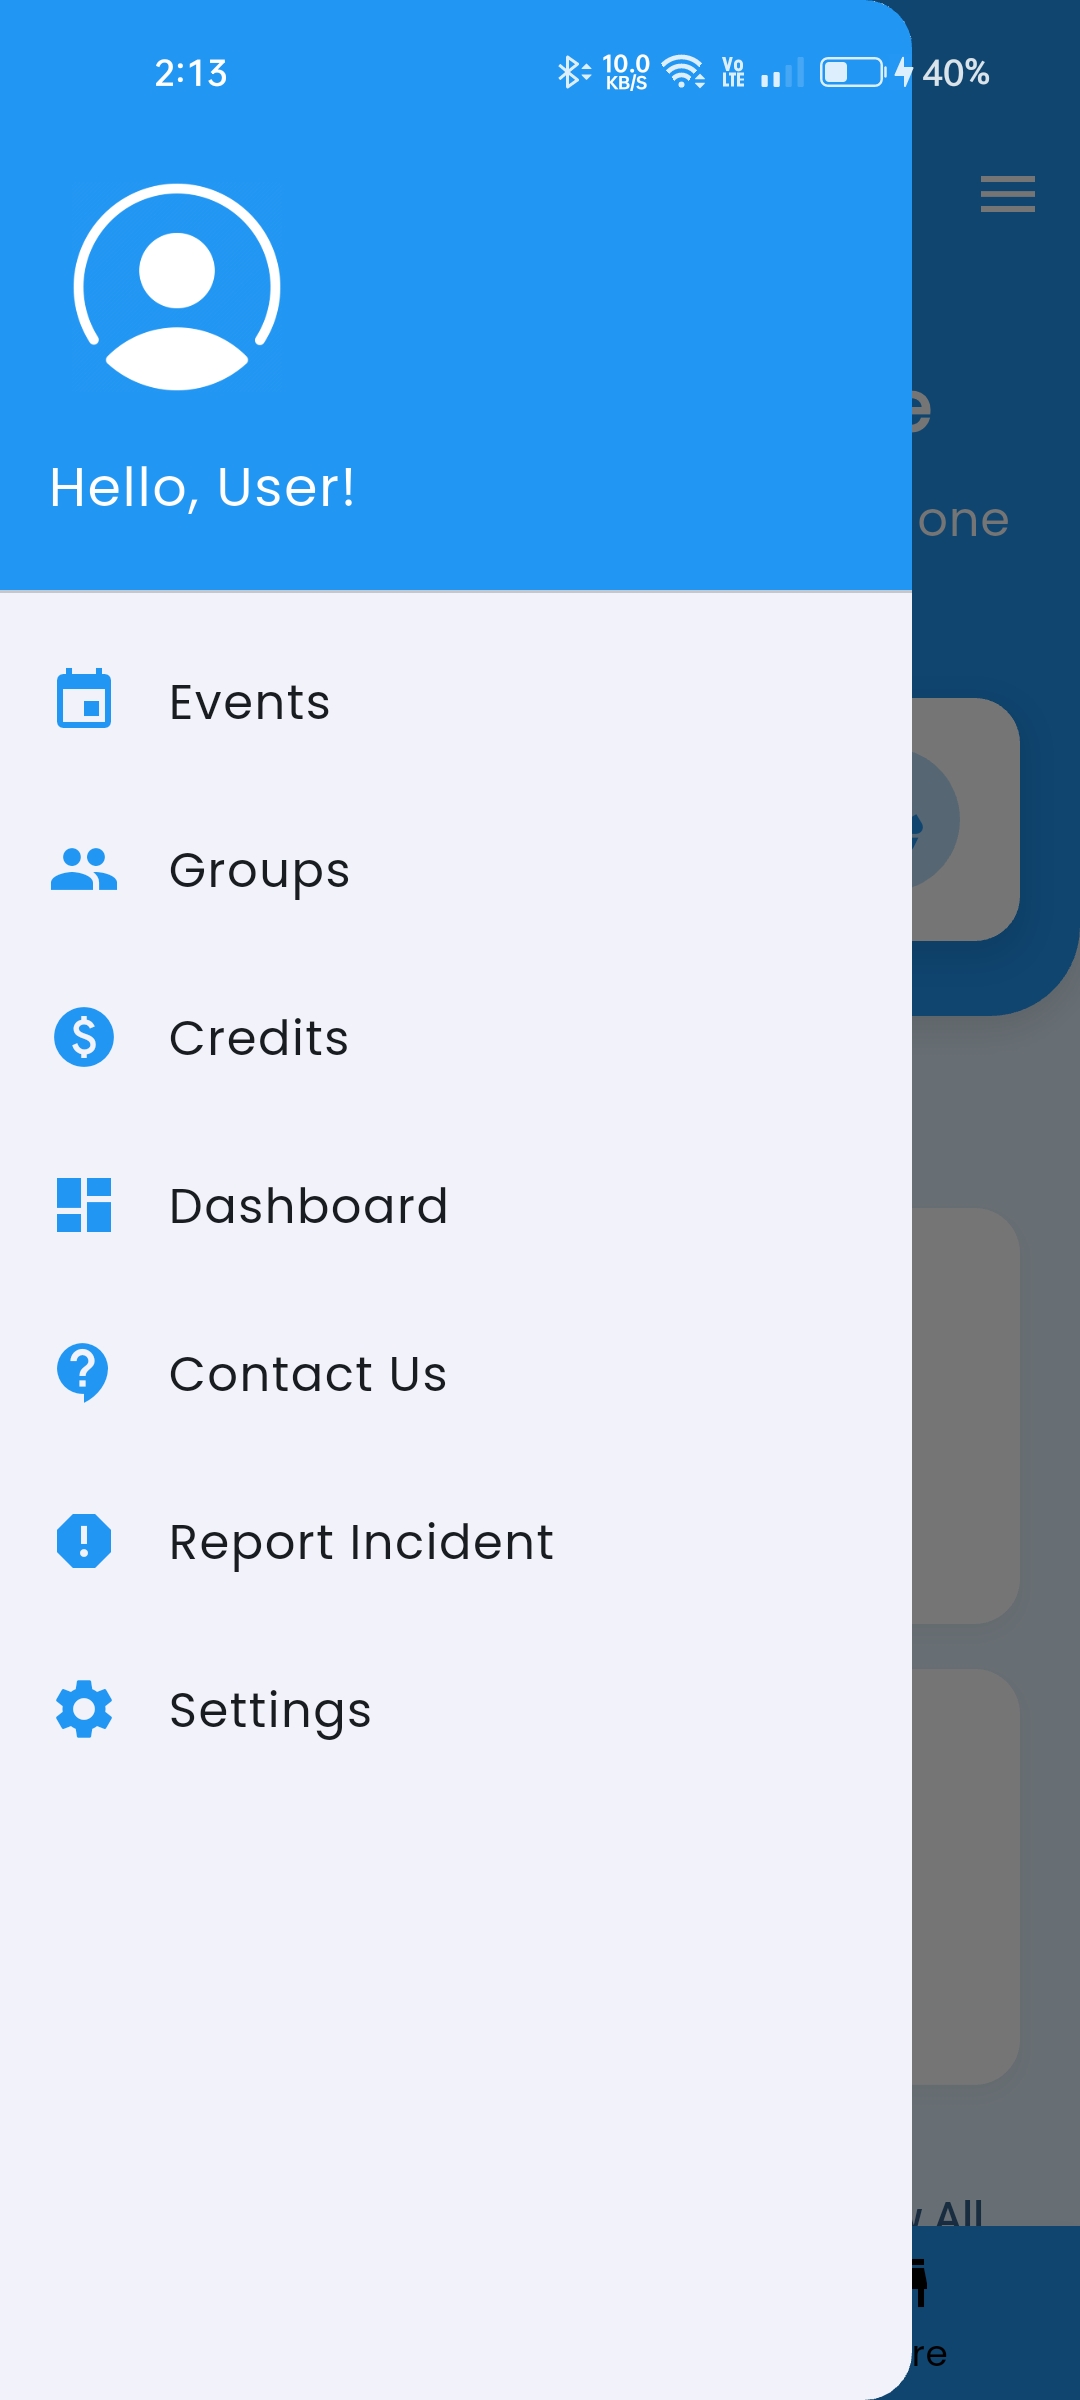 2:13 10.0 KB/S Vo LTE 40%
Hello, User!
one
Events
Groups
Credits
Dashboard
Contact Us
Report Incident
Settings
All